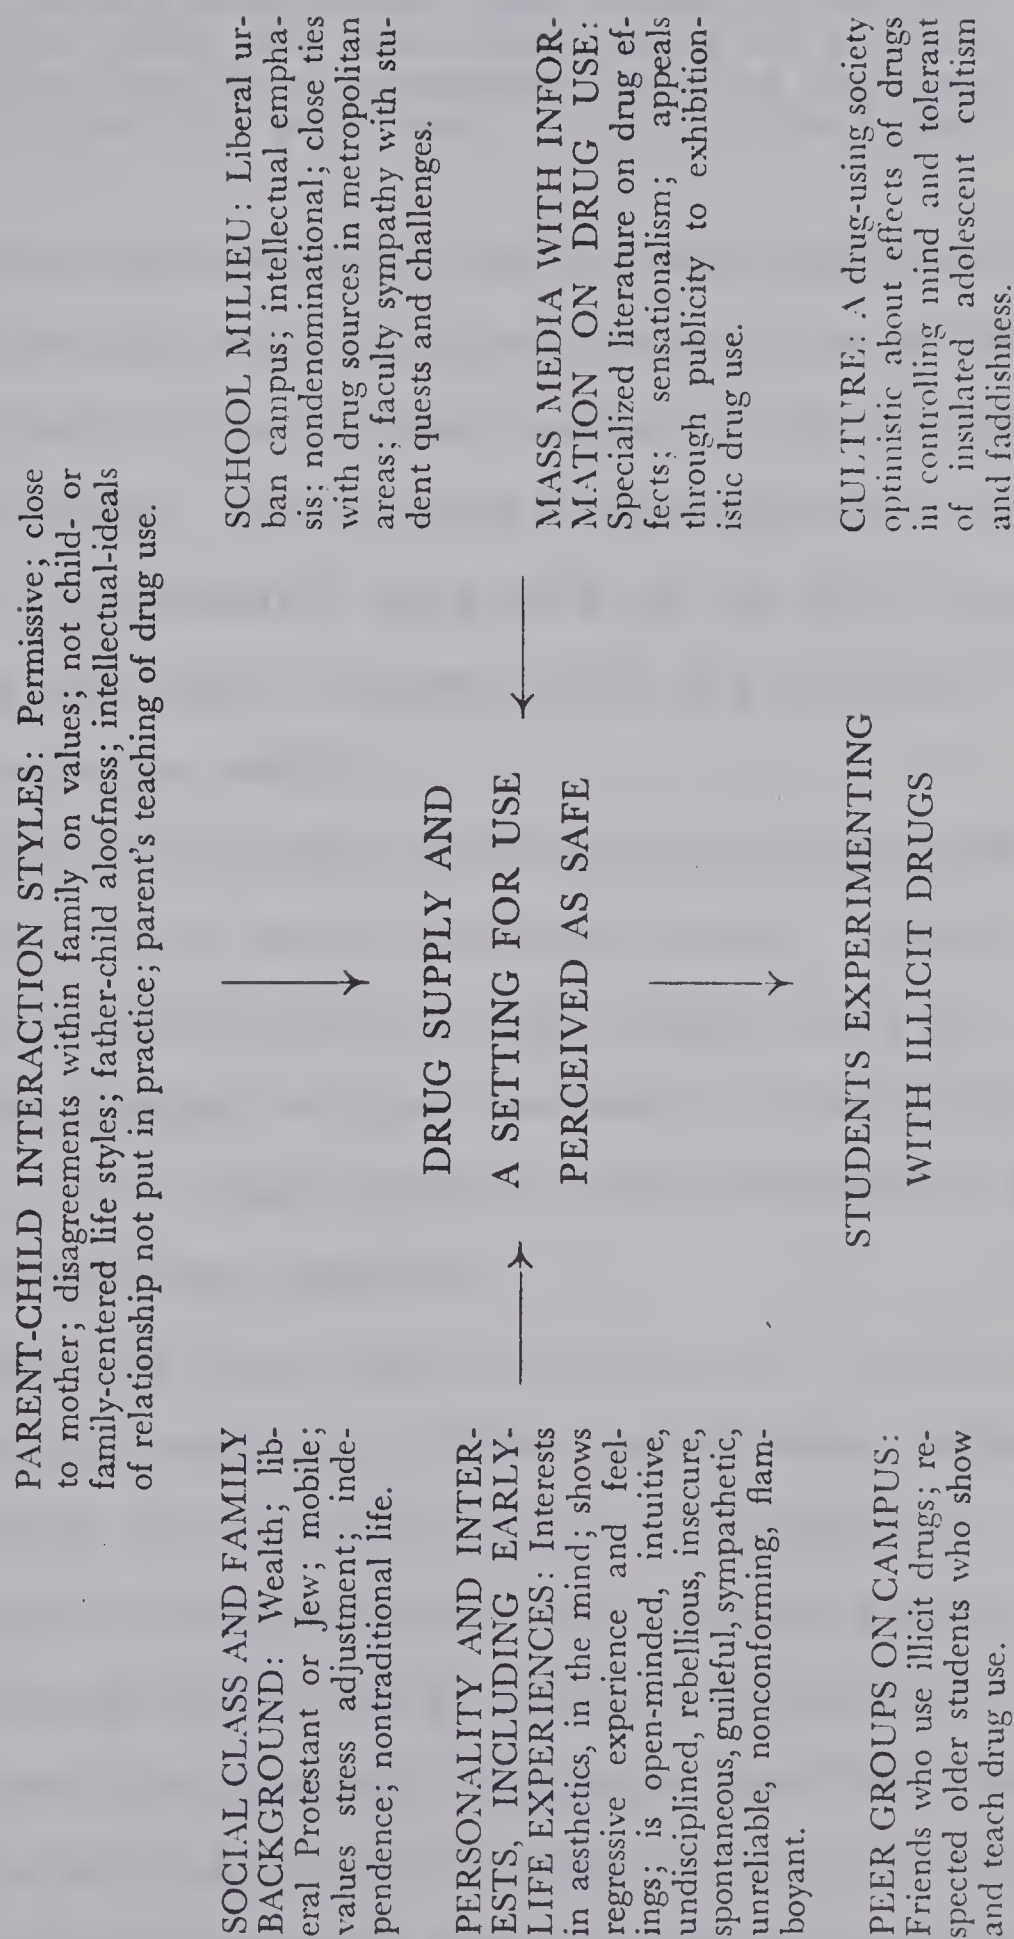 PARENT-CHILD INTERACTION STYLES: Permissive; close
to mother; disagreements within family on values; not child- or
family-centered life styles; father-child aloofness; intellectual-ideals
of relationship not put in practice; parent's teaching of drug use.
SOCIAL CLASS AND FAMILY
BACKGROUND: Wealth; lib-
eral Protestant or Jew; mobile;
values stress adjustment; inde-
pendence; nontraditional life.
PERSONALITY AND INTER-
ESTS, INCLUDING EARLY-
LIFE EXPERIENCES: Interests
in aesthetics, in the mind; shows
regressive experience and feel-
ings; is open-minded, intuitive,
undisciplined, rebellious, insecure,
spontaneous, guileful, sympathetic,
unreliable, nonconforming, flam-
boyant.
PEER GROUPS ON CAMPUS:
Friends who use illicit drugs; re-
spected older students who show
and teach drug use.
DRUG SUPPLY AND
A SETTING FOR USE
PERCEIVED AS SAFE
STUDENTS EXPERIMENTING
WITH ILLICIT DRUGS
SCHOOL MILIEU: Liberal ur-
ban campus; intellectual empha-
sis; nondenominational; close ties
with drug sources in metropolitan
areas; faculty sympathy with stu-
dent quests and challenges.
MASS MEDIA WITH INFOR-
MATION ON DRUG USE:
Specialized literature on drug ef-
fects; sensationalism; appeals
through publicity to exhibition-
istic drug use.
CULTURE: A drug-using society
optimistic about effects of drugs
in controlling mind and tolerant
of insulated adolescent cultism
and faddishness.